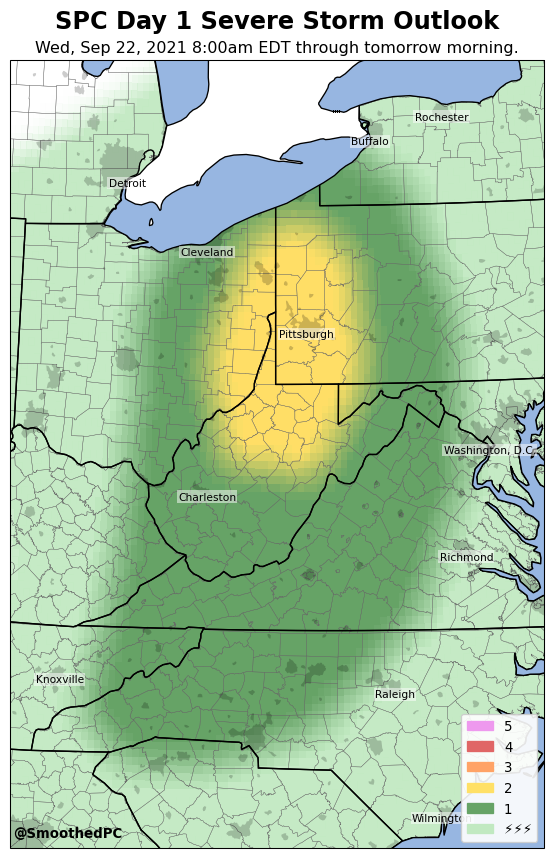 SPC Day 1 Severe Storm Outlook
Wed, Sep 22, 2021 8:00am EDT through tomorrow morning.
Rochester
Buffalo
Detroit
Cleveland
Pittsburgh
Washington, D.C.
Charleston
Richmond
Knoxville
Raleigh
5
4
3
2
1
⚡⚡⚡
Wilmington
@SmoothedPC